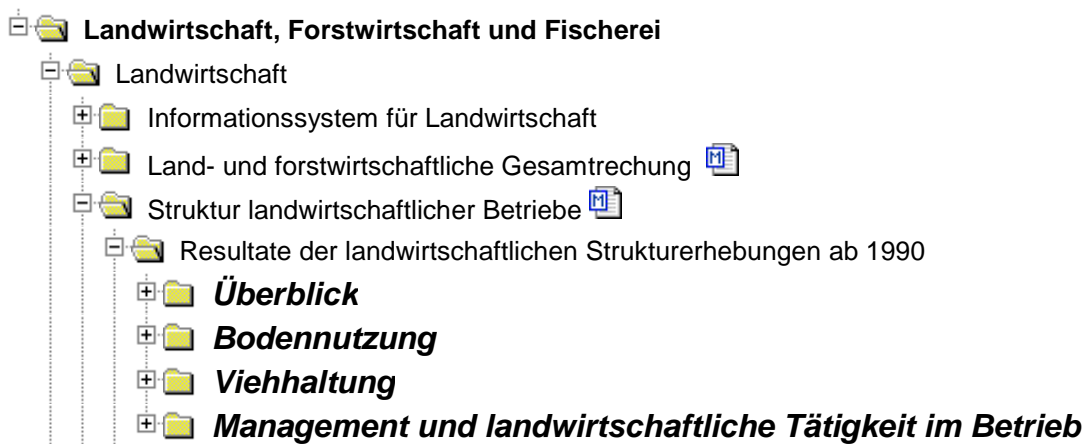 Landwirtschaft, Forstwirtschaft und Fischerei
Landwirtschaft
Informationssystem für Landwirtschaft
Land- und forstwirtschaftliche Gesamtrechung M
Struktur landwirtschaftlicher Betriebe M
Resultate der landwirtschaftlichen Strukturerhebungen ab 1990
Überblick
Bodennutzung
Viehhaltung
Management und landwirtschaftliche Tätigkeit im Betrieb